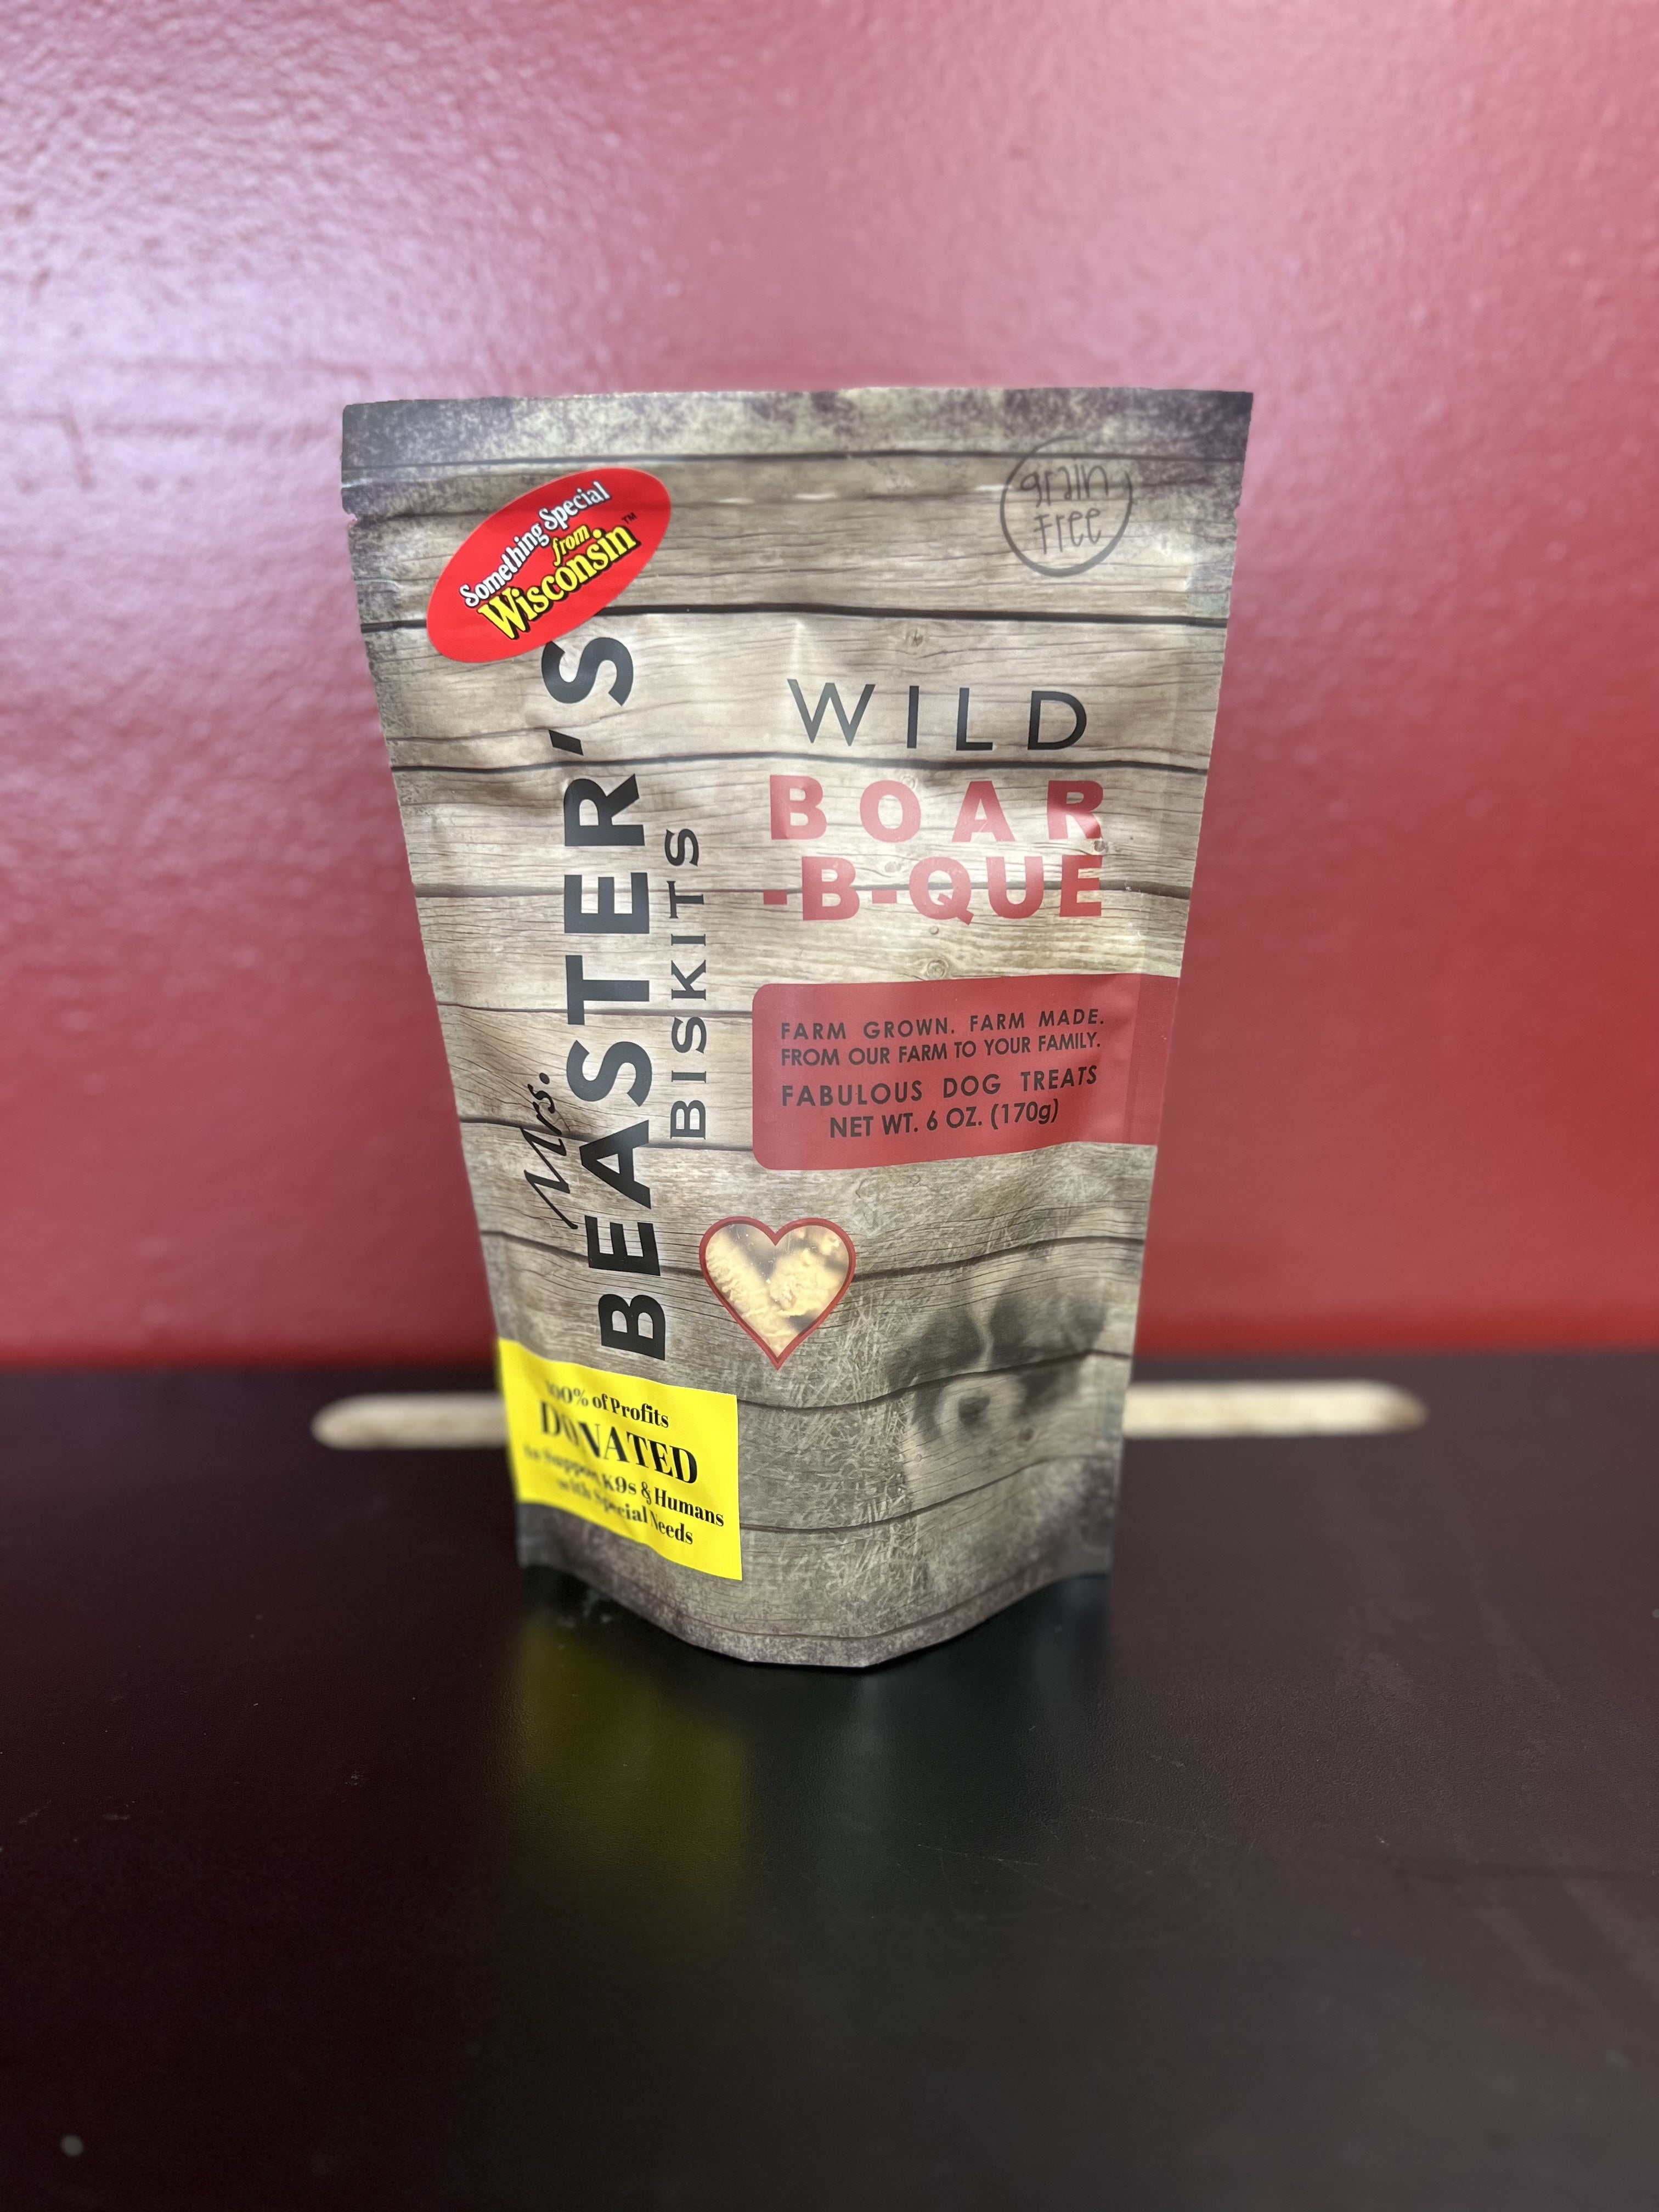 Something Special
from
Wisconsin™
grain
free
Mrs.
BEASTER'S
BISKITS
WILD
BOAR
-B-QUE
FARM GROWN. FARM MADE.
FROM OUR FARM TO YOUR FAMILY.
FABULOUS DOG TREATS
NET WT. 6 OZ. (170g)
100% of Profits
DONATED
to Support K9s & Humans
with Special Needs